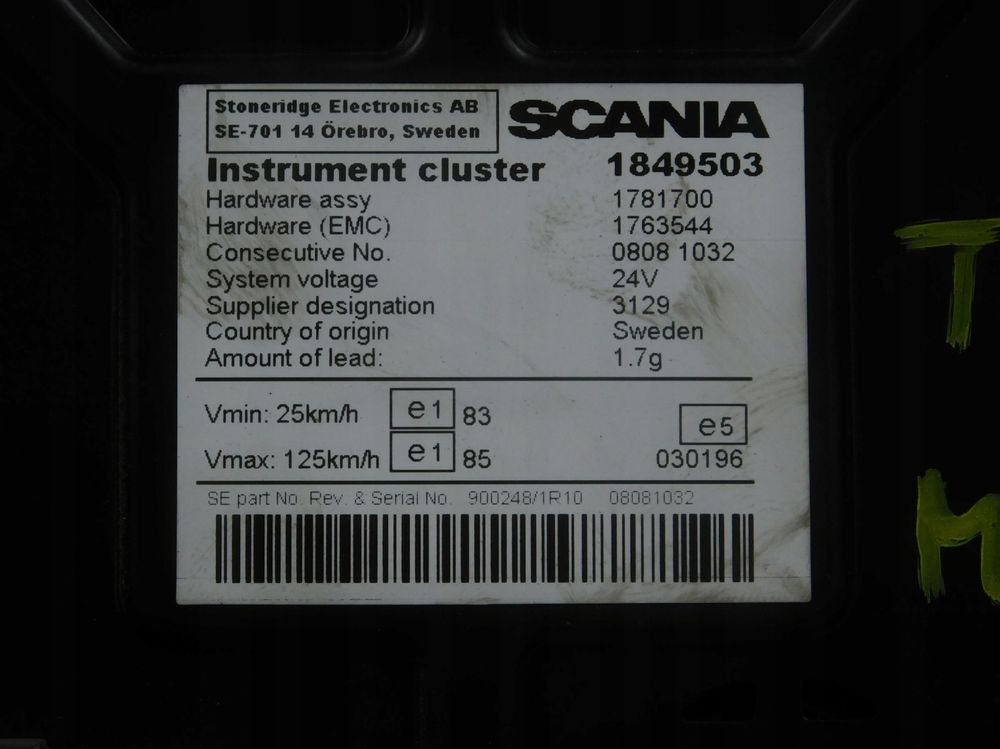 Stoneridge Electronics AB
SE-701 14 Örebro, Sweden
SCANIA
Instrument cluster 1849503
Hardware assy 1781700
Hardware (EMC) 1763544
Consecutive No. 0808 1032
System voltage 24V
Supplier designation 3129
Country of origin Sweden
Amount of lead: 1.7g
Vmin: 25km/h e1 83
e5
Vmax: 125km/h e1 85 030196
SE part No. Rev. & Serial No. 900248/1R10 08081032
T
M